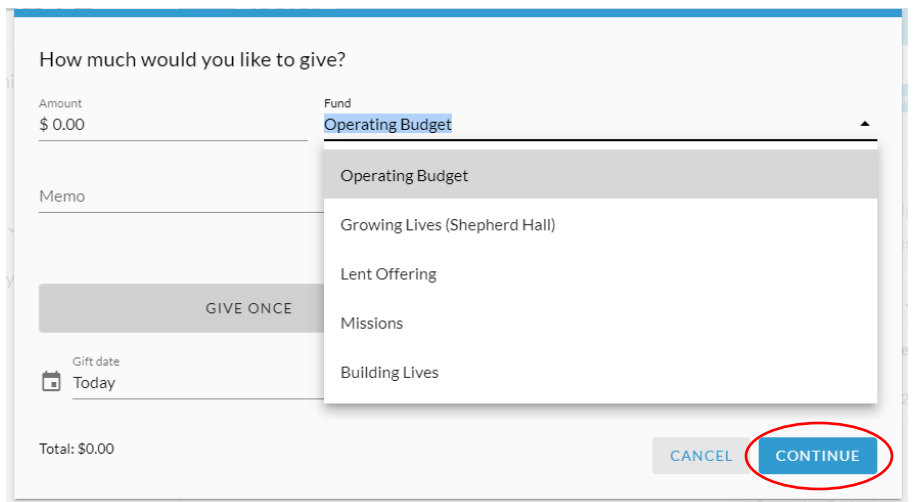 How much would you like to give?
Amount
Fund
$ 0.00
Operating Budget
Operating Budget
Memo
Growing Lives (Shepherd Hall)
Lent Offering
GIVE ONCE
Missions
Gift date
Today
Building Lives
Total: $0.00
CANCEL
CONTINUE